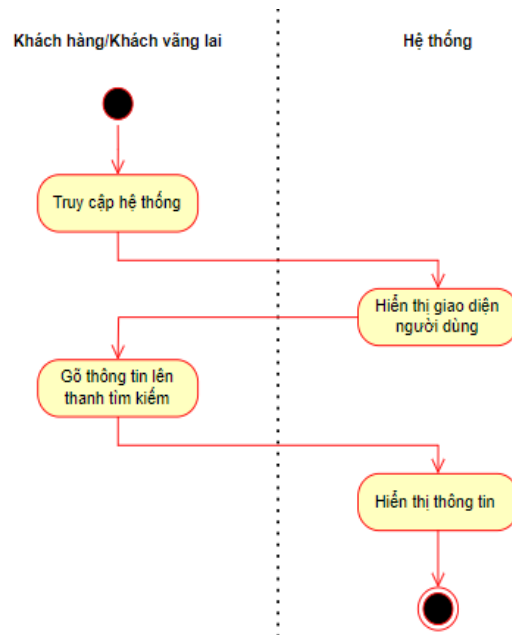 Khách hàng/Khách vãng lai
Hệ thống
Truy cập hệ thống
Hiển thị giao diện
người dùng
Gõ thông tin lên
thanh tìm kiếm
Hiển thị thông tin